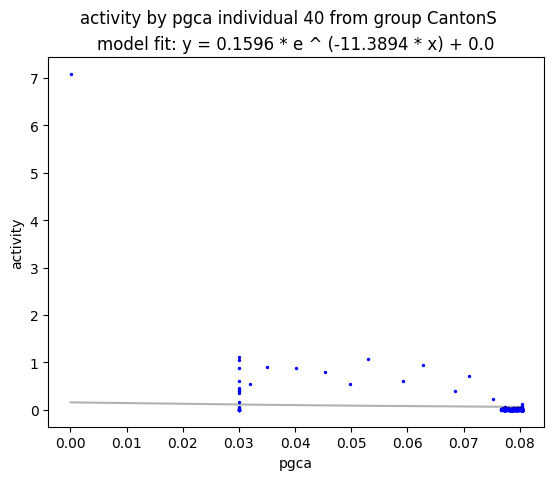 activity by pgca individual 40 from group CantonS
model fit: y = 0.1596 * e ^ (-11.3894 * x) + 0.0
7
6
5
4
3
2
1
0
activity
0.00 0.01 0.02 0.03 0.04 0.05 0.06 0.07 0.08
pgca